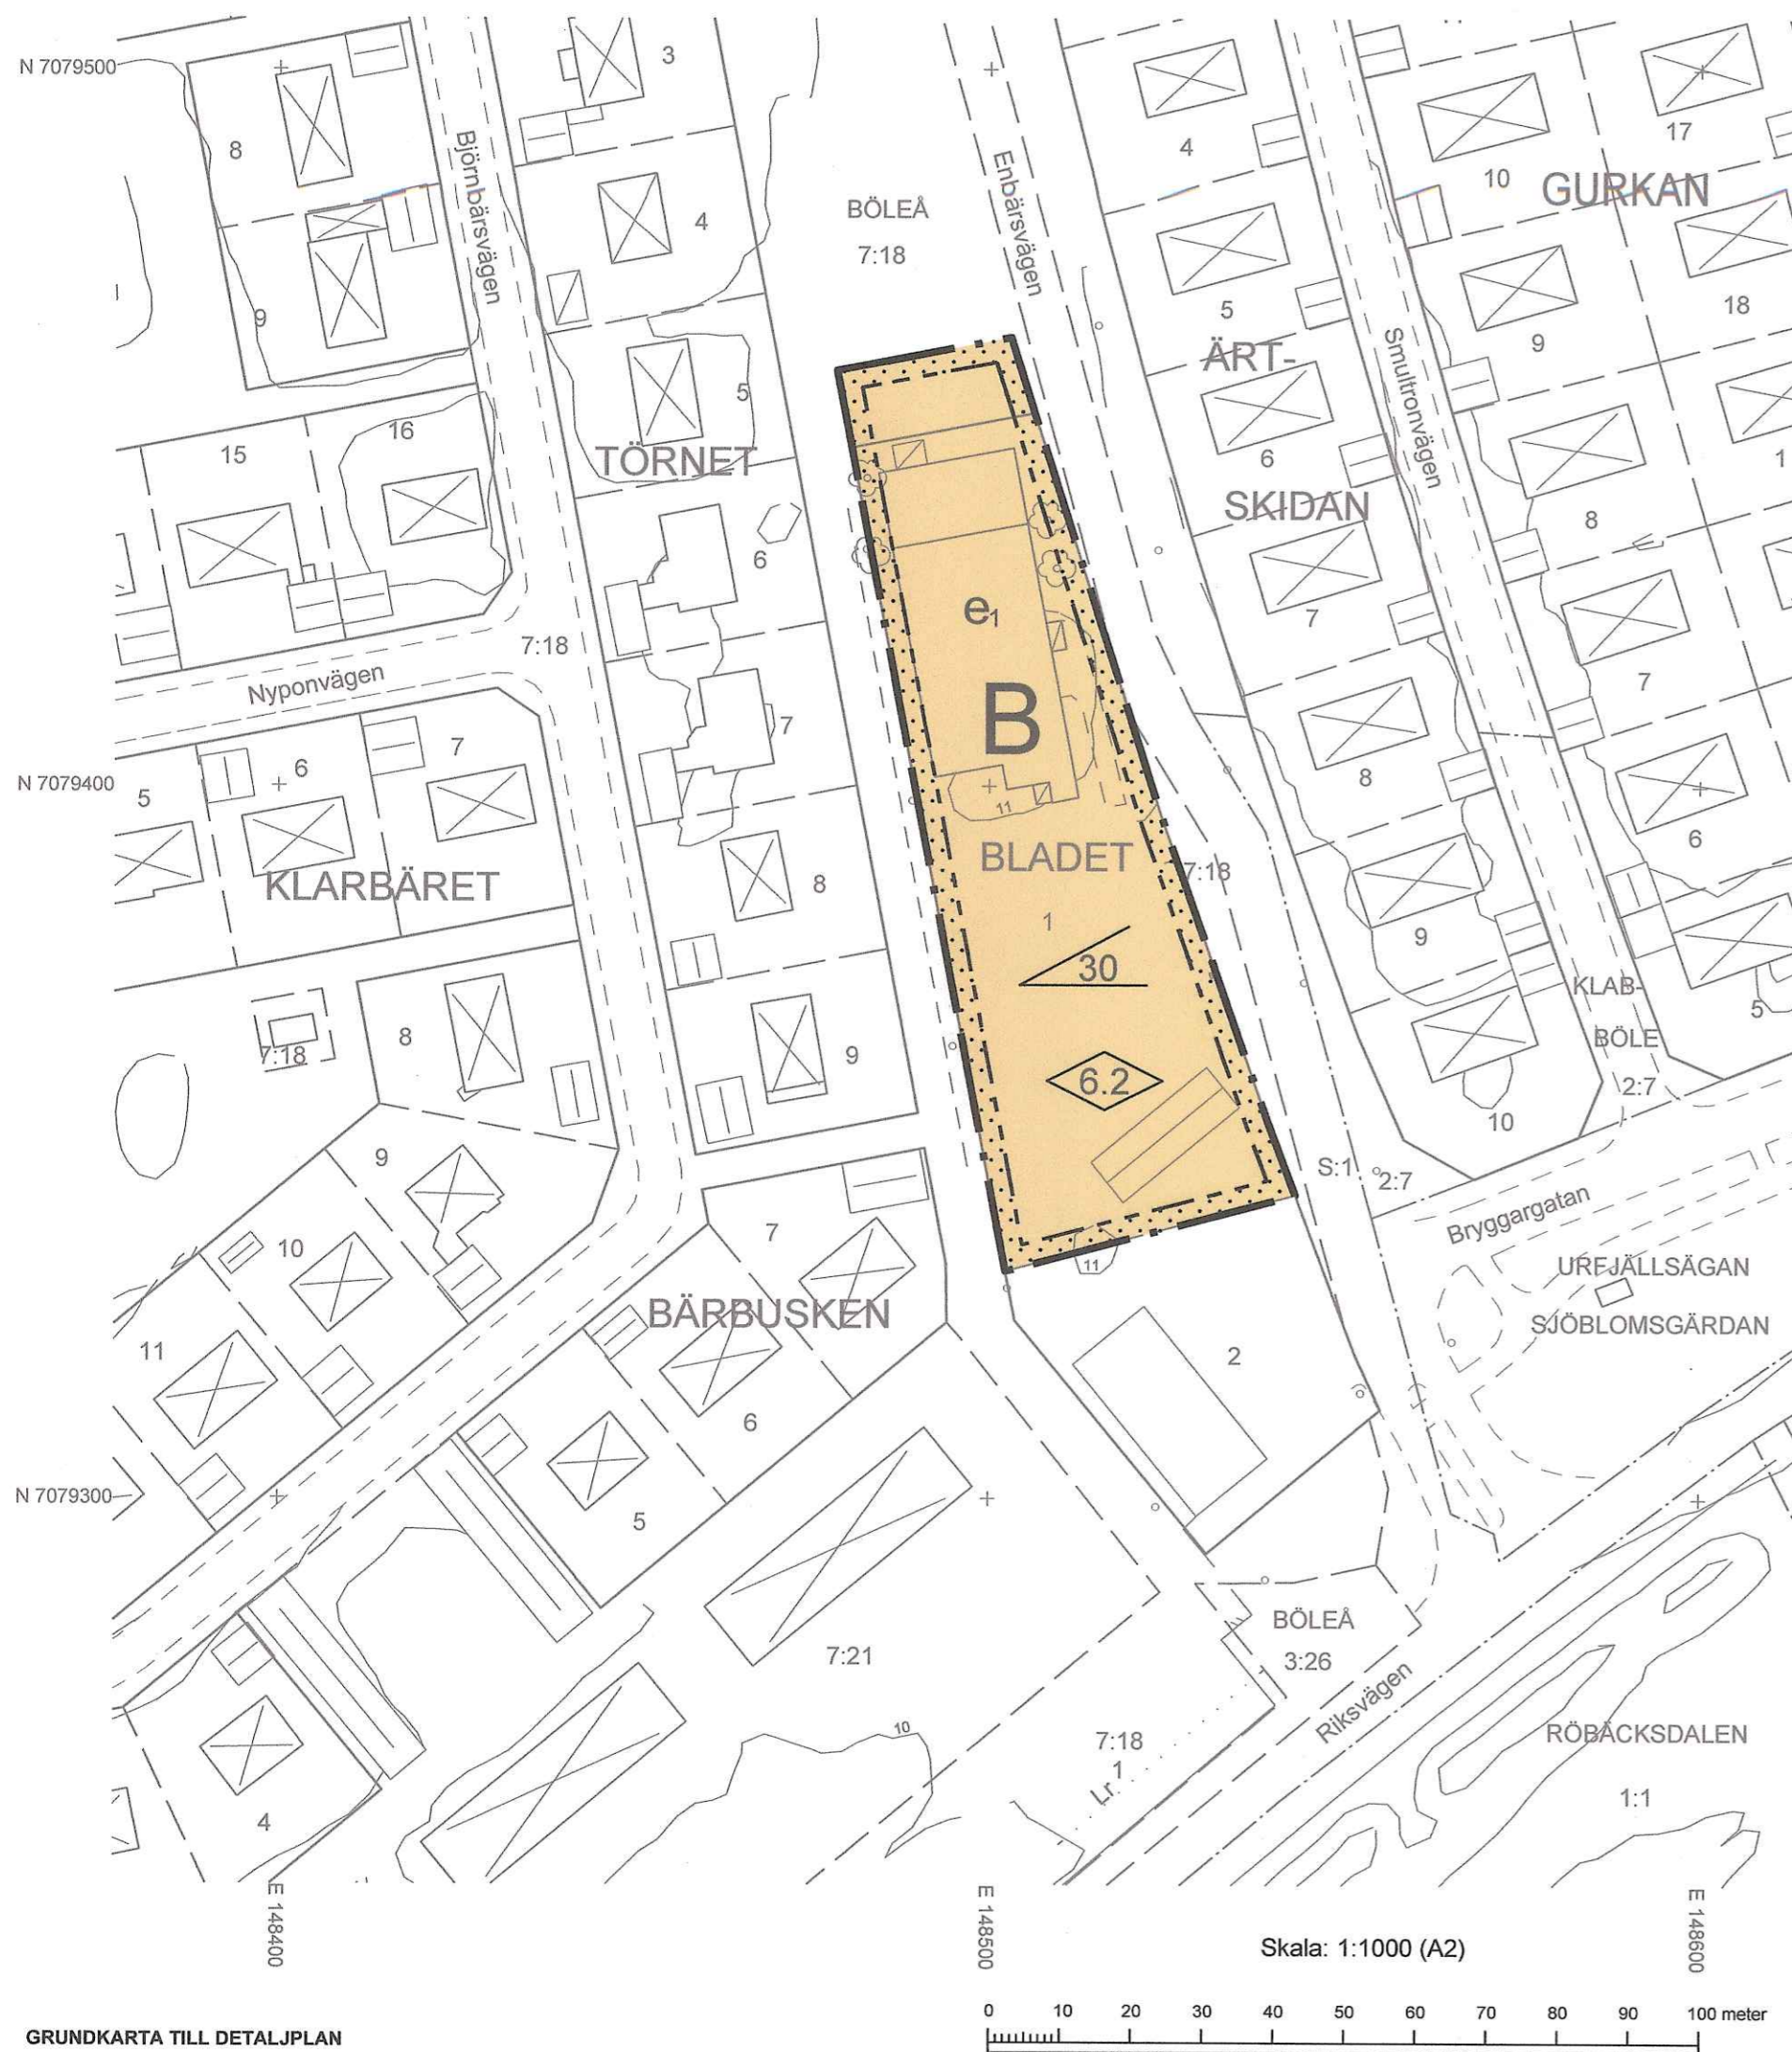 N 7079500
3
8
Björnbärsvägen
4
BÖLEÅ
7:18
Enbärsvägen
4
10
17
GURKAN
9
5
5
ÄRT-
Smultronvägen
9
18
15
16
TÖRNET
6
SKIDAN
6
8
1
7:18
e1
7
7
Nyponvägen
B
7
N 7079400
5
6
7
8
6
KLARBÄRET
8
11
BLADET
7:18
1
9
30
KLAB-
BÖLE
2:7
5
7:18
8
9
6.2
10
9
S:1
2:7
Bryggargatan
10
7
11
URFJÄLLSÄGAN
SJÖBLOMSGÄRDAN
BÄRBUSKEN
11
2
6
N 7079300
5
BÖLEÅ
3:26
7:21
Riksvägen
10
7:18
1
Lr
RÖBÄCKSDALEN
1:1
4
E 148400
E 148500
E 148600
Skala: 1:1000 (A2)
0 10 20 30 40 50 60 70 80 90 100 meter
GRUNDKARTA TILL DETALJPLAN